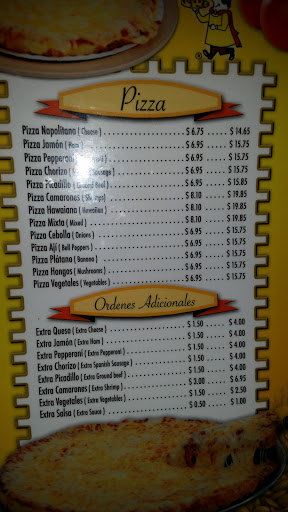 Pizza
Pizza Napolitana ( Cheese ) $ 6.75 $ 14.65
Pizza Jamón ( Ham ) $ 6.95 $ 15.75
Pizza Pepperoni $ 6.95 $ 15.75
Pizza Chorizo ( Sausage ) $ 6.95 $ 15.75
Pizza Picadillo ( Ground Beef ) $ 6.95 $ 15.85
Pizza Camarones ( Shrimps ) $ 8.10 $ 19.85
Pizza Hawaiana ( Hawaiian ) $ 8.10 $ 19.85
Pizza Mixta ( Mixed ) $ 8.10 $ 19.85
Pizza Cebolla ( Onions ) $ 6.95 $ 15.75
Pizza Ají ( Bell Peppers ) $ 6.95 $ 15.75
Pizza Plátano ( Banana ) $ 6.95 $ 15.75
Pizza Hongos ( Mushrooms ) $ 6.95 $ 15.75
Pizza Vegetales ( Vegetables ) $ 6.95 $ 15.75
Ordenes Adicionales
Extra Queso ( Extra Cheese ) $ 1.50 $ 4.00
Extra Jamón ( Extra Ham ) $ 1.50 $ 4.00
Extra Pepperoni ( Extra Pepperoni ) $ 1.50 $ 4.00
Extra Chorizo ( Extra Spanish Sausage ) $ 1.50 $ 4.00
Extra Picadillo ( Extra Ground beef ) $ 1.50 $ 4.00
Extra Camarones ( Extra Shrimp ) $ 3.00 $ 6.95
Extra Vegetales ( Extra Vegetables ) $ 1.50 $ 2.50
Extra Salsa ( Extra Sauce ) $ 0.50 $ 1.00